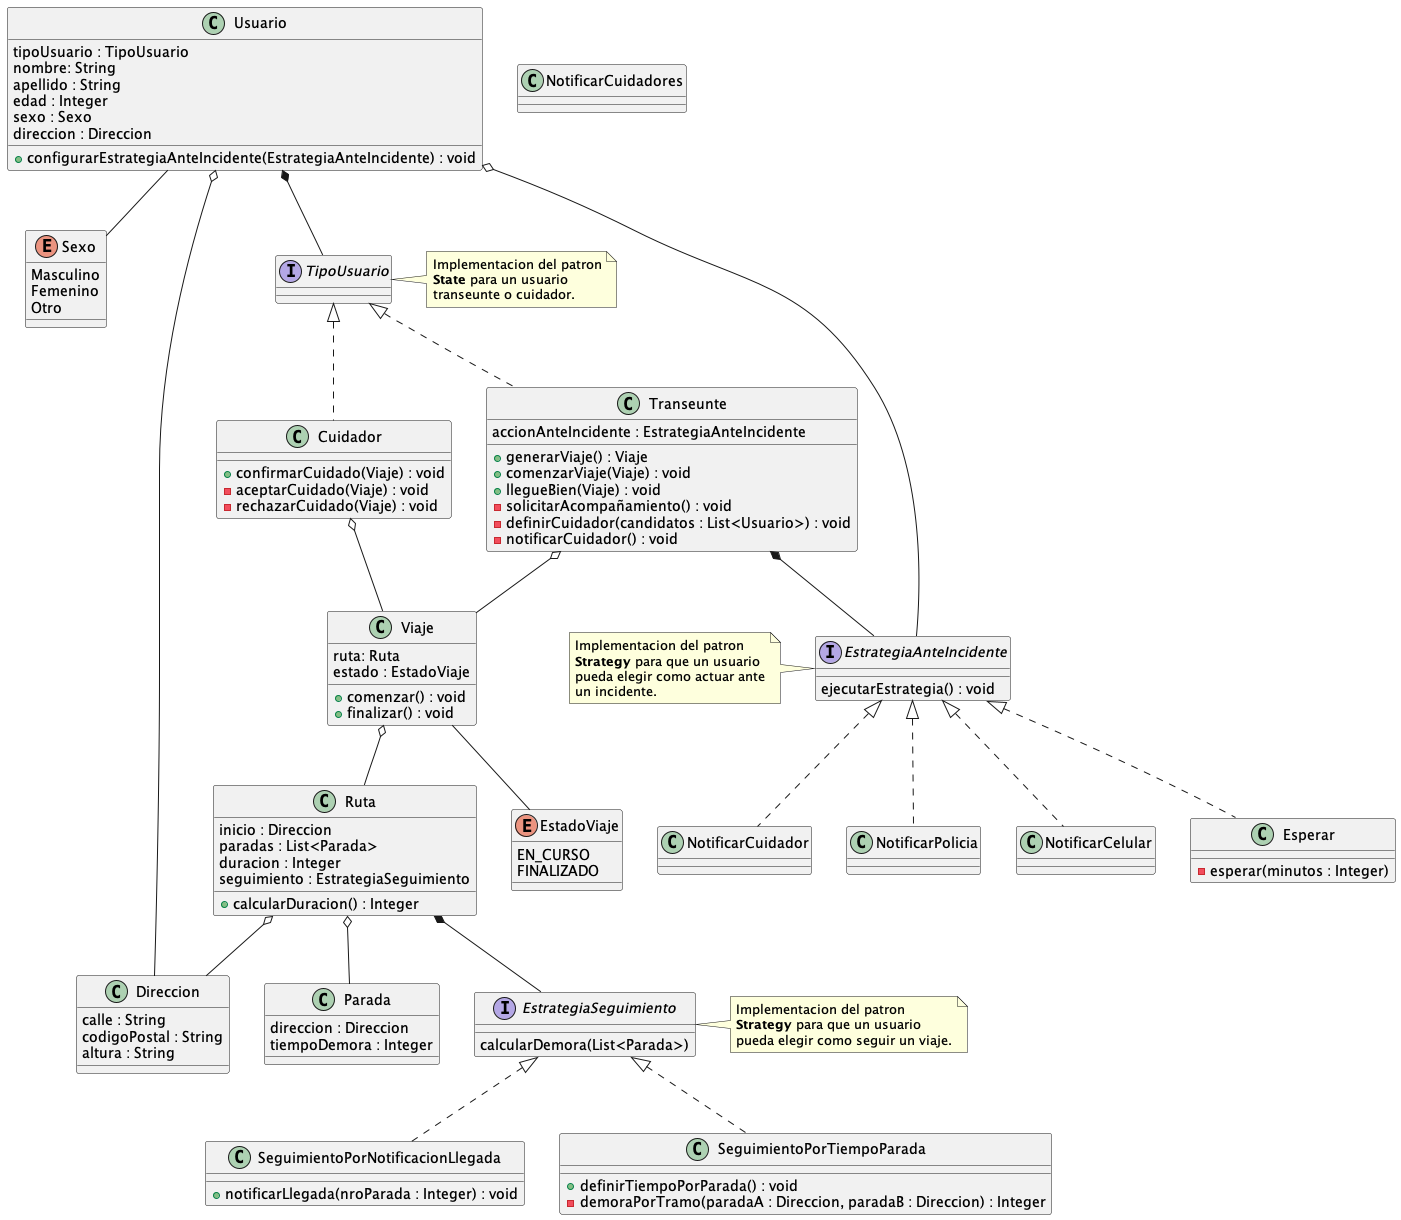 C Usuario
tipoUsuario : TipoUsuario
nombre: String
apellido : String
edad : Integer
sexo : Sexo
direccion : Direccion
configurarEstrategiaAnteIncidente(EstrategiaAnteIncidente) : void
C NotificarCuidadores
E Sexo
Masculino
Femenino
Otro
I TipoUsuario
Implementacion del patron
State para un usuario
transeunte o cuidador.
C Cuidador
confirmarCuidado(Viaje) : void
aceptarCuidado(Viaje) : void
rechazarCuidado(Viaje) : void
C Transeunte
accionAnteIncidente : EstrategiaAnteIncidente
generarViaje() : Viaje
comenzarViaje(Viaje) : void
llegueBien(Viaje) : void
solicitarAcompañamiento() : void
definirCuidador(candidatos : List<Usuario>) : void
notificarCuidador() : void
C Viaje
ruta: Ruta
estado : EstadoViaje
comenzar() : void
finalizar() : void
Implementacion del patron
Strategy para que un usuario
pueda elegir como actuar ante
un incidente.
I EstrategiaAnteIncidente
ejecutarEstrategia() : void
C Ruta
inicio : Direccion
paradas : List<Parada>
duracion : Integer
seguimiento : EstrategiaSeguimiento
calcularDuracion() : Integer
E EstadoViaje
EN_CURSO
FINALIZADO
C NotificarCuidador
C NotificarPolicia
C NotificarCelular
C Esperar
esperar(minutos : Integer)
C Direccion
calle : String
codigoPostal : String
altura : String
C Parada
direccion : Direccion
tiempoDemora : Integer
I EstrategiaSeguimiento
calcularDemora(List<Parada>)
Implementacion del patron
Strategy para que un usuario
pueda elegir como seguir un viaje.
C SeguimientoPorNotificacionLlegada
notificarLlegada(nroParada : Integer) : void
C SeguimientoPorTiempoParada
definirTiempoPorParada() : void
demoraPorTramo(paradaA : Direccion, paradaB : Direccion) : Integer